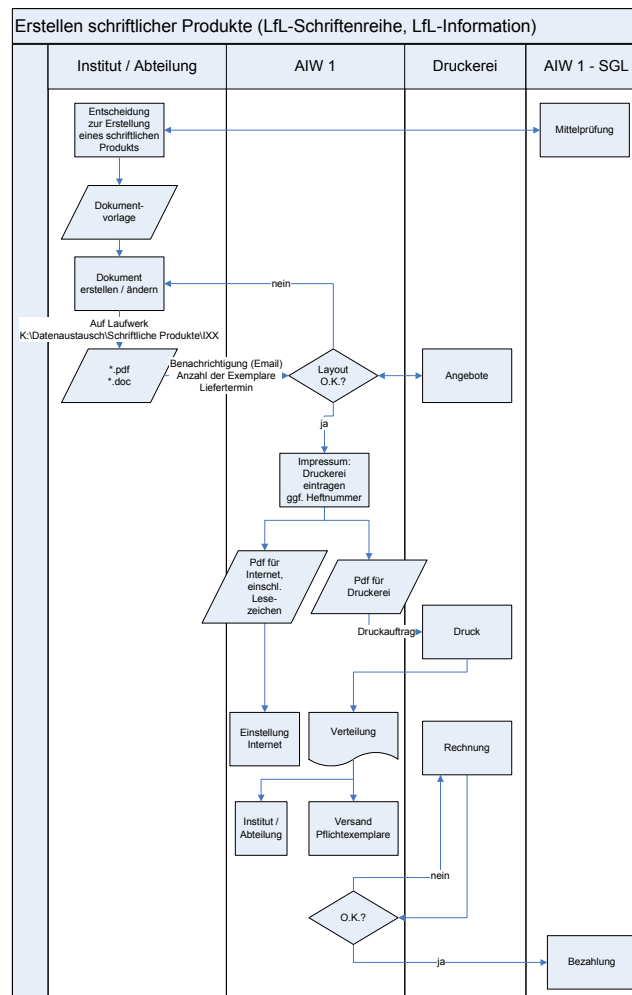 Erstellen schriftlicher Produkte (LfL-Schriftenreihe, LfL-Information)
Institut / Abteilung
AIW 1
Druckerei
AIW 1 - SGL
Entscheidung
zur Erstellung
eines schriftlichen
Produkts
Mittelprüfung
Dokument-
vorlage
Dokument
erstellen / ändern
nein
Auf Laufwerk
K:\Datenaustausch\Schriftliche Produkte\IXX
*.pdf
*.doc
Benachrichtigung (Email)
Anzahl der Exemplare
Liefertermin
Layout
O.K.?
Angebote
ja
Impressum:
Druckerei
eintragen
ggf. Heftnummer
Pdf für
Internet,
einschl.
Lese-
zeichen
Pdf für
Druckerei
Druckauftrag
Druck
Einstellung
Internet
Verteilung
Rechnung
Institut /
Abteilung
Versand
Pflichtexemplare
nein
O.K.?
ja
Bezahlung